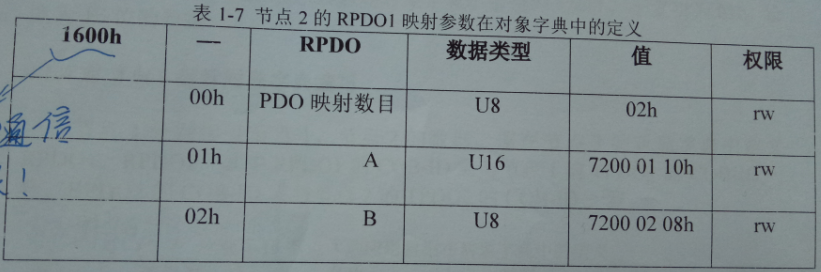 表 1-7 节点 2 的 RPDO1 映射参数在对象字典中的定义
1600h — RPDO 数据类型 值 权限
00h PDO 映射数目 U8 02h rw
通信
01h A U16 7200 01 10h rw
!
02h B U8 7200 02 08h rw